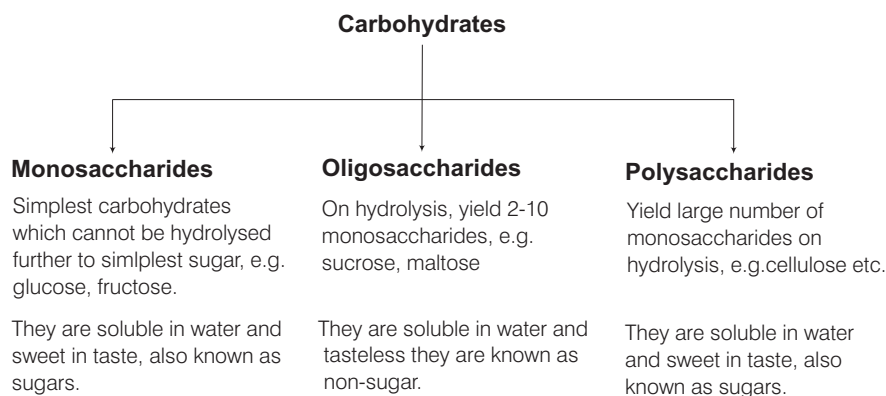 Carbohydrates
Monosaccharides
Simplest carbohydrates
which cannot be hydrolysed
further to simlplest sugar, e.g.
glucose, fructose.
They are soluble in water and
sweet in taste, also known as
sugars.
Oligosaccharides
On hydrolysis, yield 2-10
monosaccharides, e.g.
sucrose, maltose
They are soluble in water and
tasteless they are known as
non-sugar.
Polysaccharides
Yield large number of
monosaccharides on
hydrolysis, e.g.cellulose etc.
They are soluble in water
and sweet in taste, also
known as sugars.